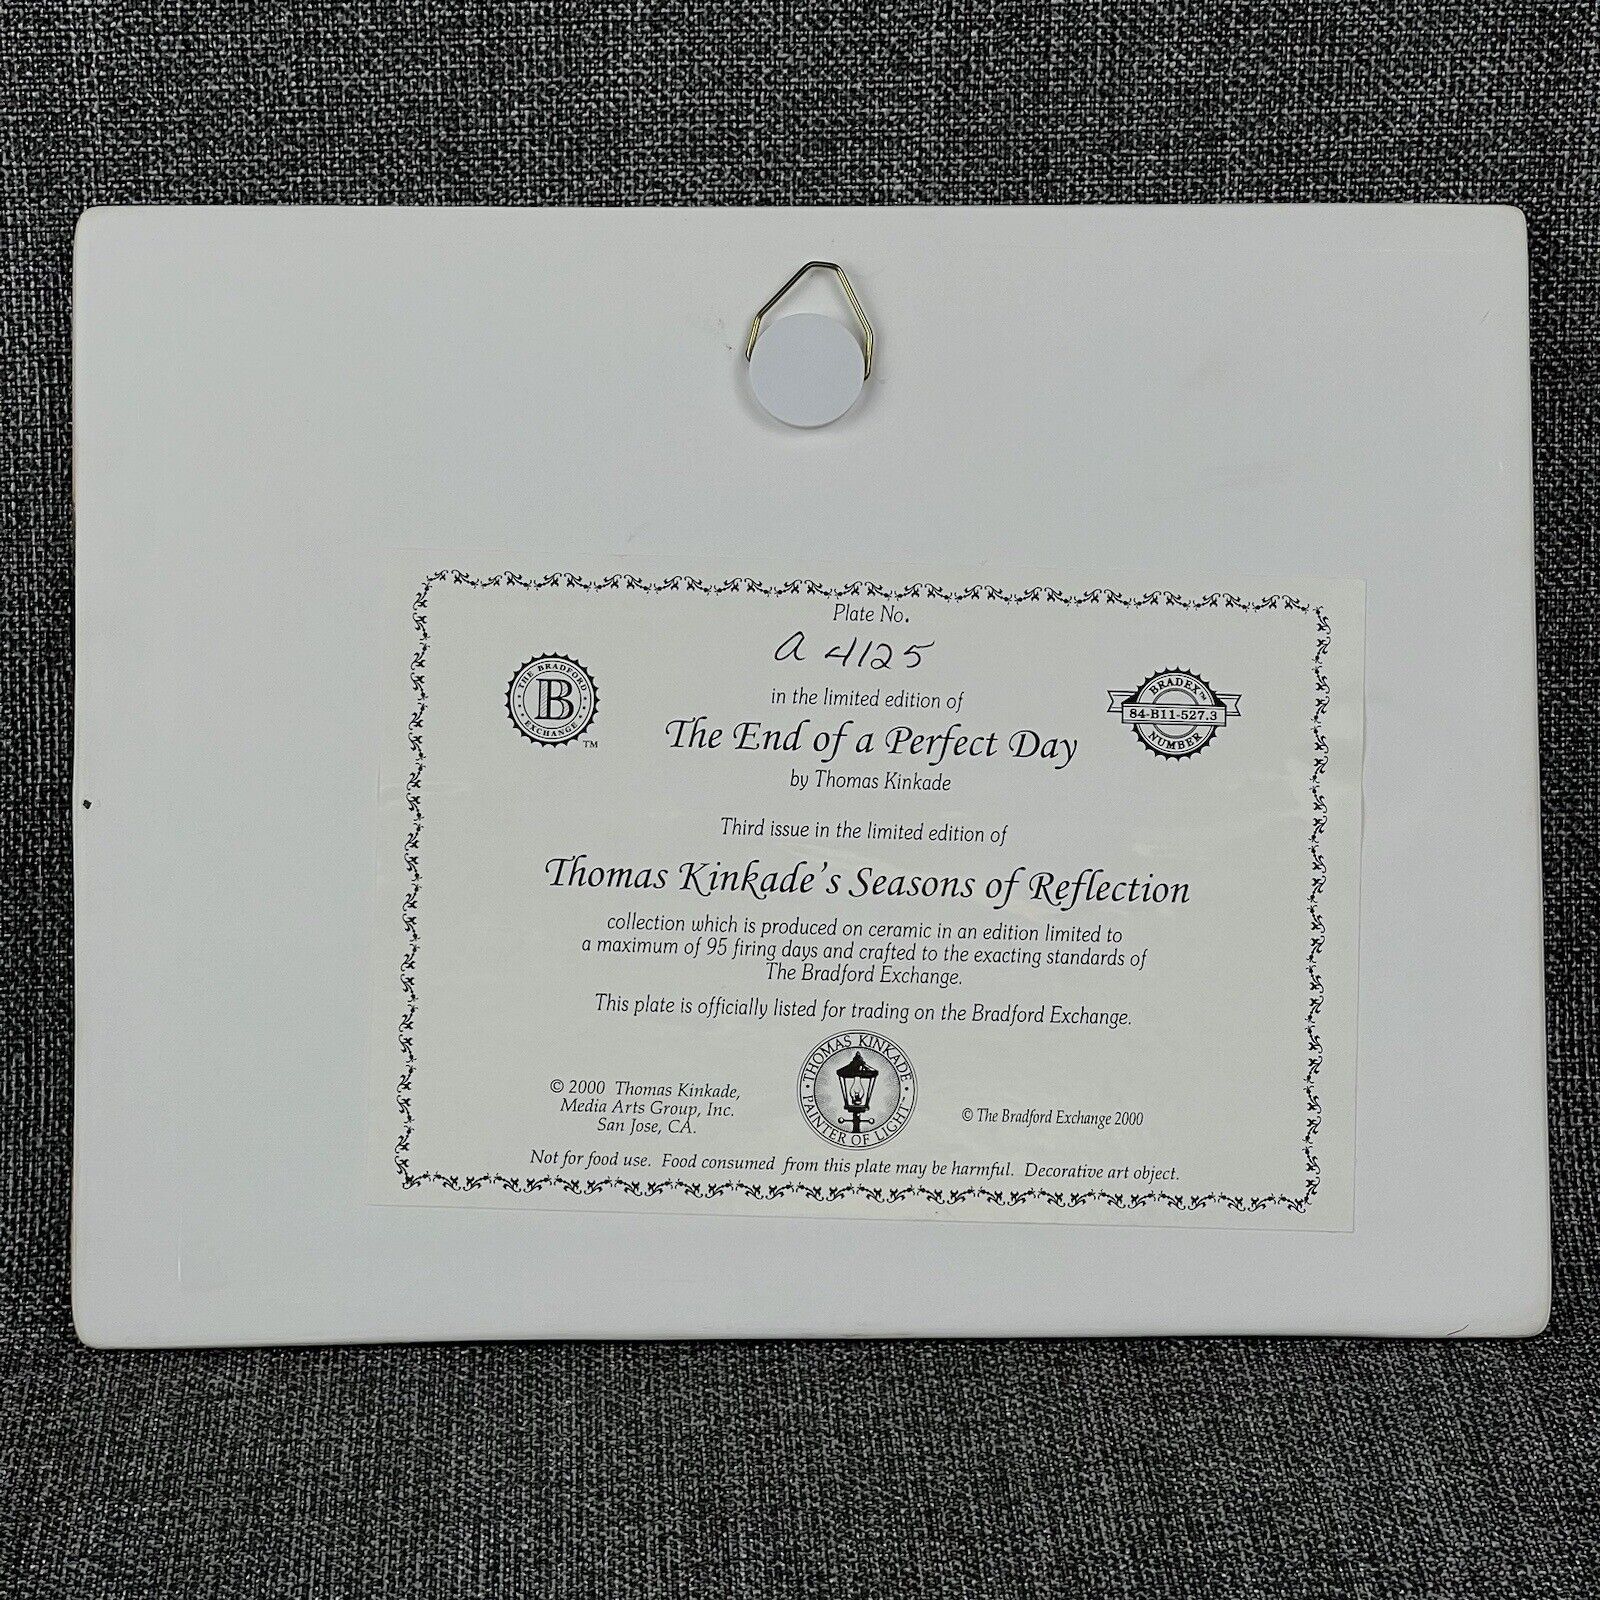 Plate No.
a 4125
THE BRADFORD EXCHANGE
B
TM
BRADEX™
84-B11-527.3
NUMBER
in the limited edition of
The End of a Perfect Day
by Thomas Kinkade
Third issue in the limited edition of
Thomas Kinkade's Seasons of Reflection
collection which is produced on ceramic in an edition limited to
a maximum of 95 firing days and crafted to the exacting standards of
The Bradford Exchange.
This plate is officially listed for trading on the Bradford Exchange.
© 2000 Thomas Kinkade,
Media Arts Group, Inc.
San Jose, CA.
THOMAS KINKADE
PAINTER OF LIGHT™
© The Bradford Exchange 2000
Not for food use. Food consumed from this plate may be harmful. Decorative art object.